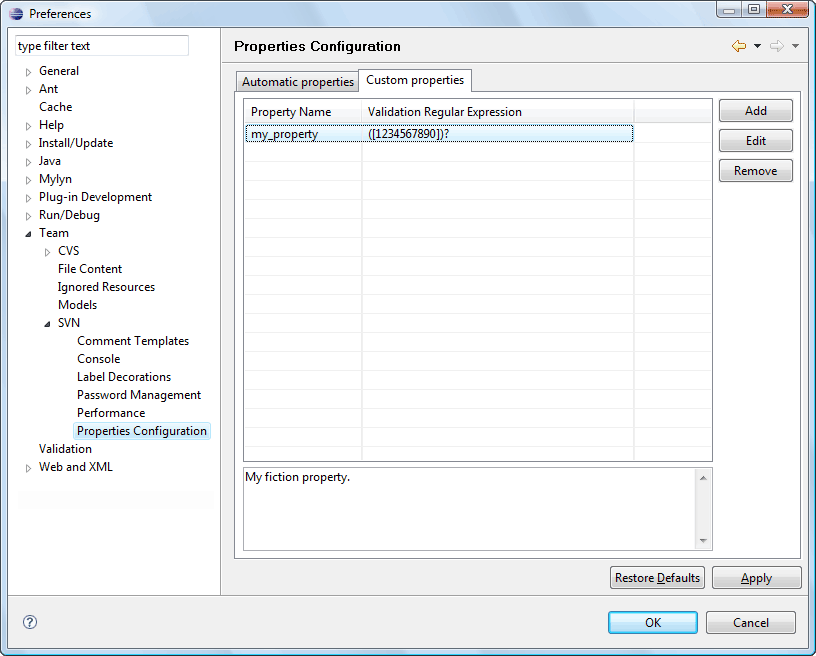 Preferences
type filter text
General
Ant
Cache
Help
Install/Update
Java
Mylyn
Plug-in Development
Run/Debug
Team
CVS
File Content
Ignored Resources
Models
SVN
Comment Templates
Console
Label Decorations
Password Management
Performance
Properties Configuration
Validation
Web and XML
Properties Configuration
Automatic properties Custom properties
Property Name Validation Regular Expression
my_property ([1234567890])?
Add
Edit
Remove
My fiction property.
Restore Defaults Apply
? OK Cancel